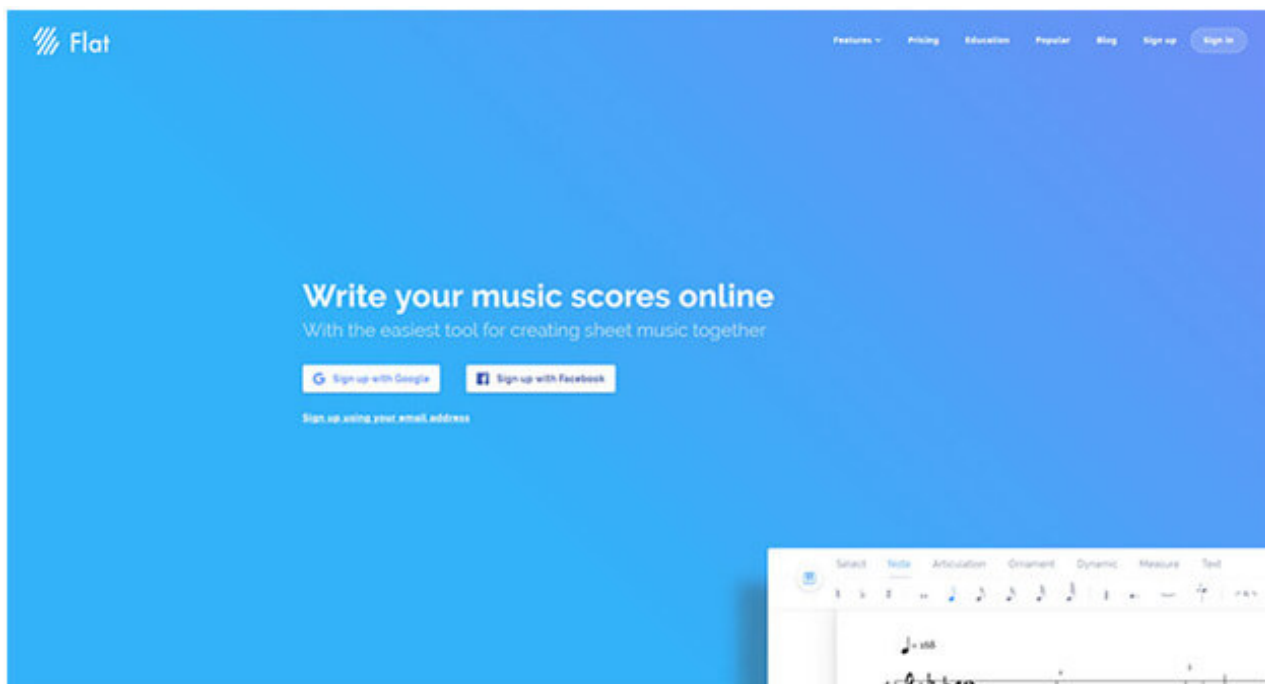 Flat
Features Pricing Education Popular Blog Sign up Sign in
Write your music scores online
With the easiest tool for creating sheet music together
Sign up with Google Sign up with Facebook
Sign up using your email address
Select Note Articulation Ornament Dynamic Measure Text